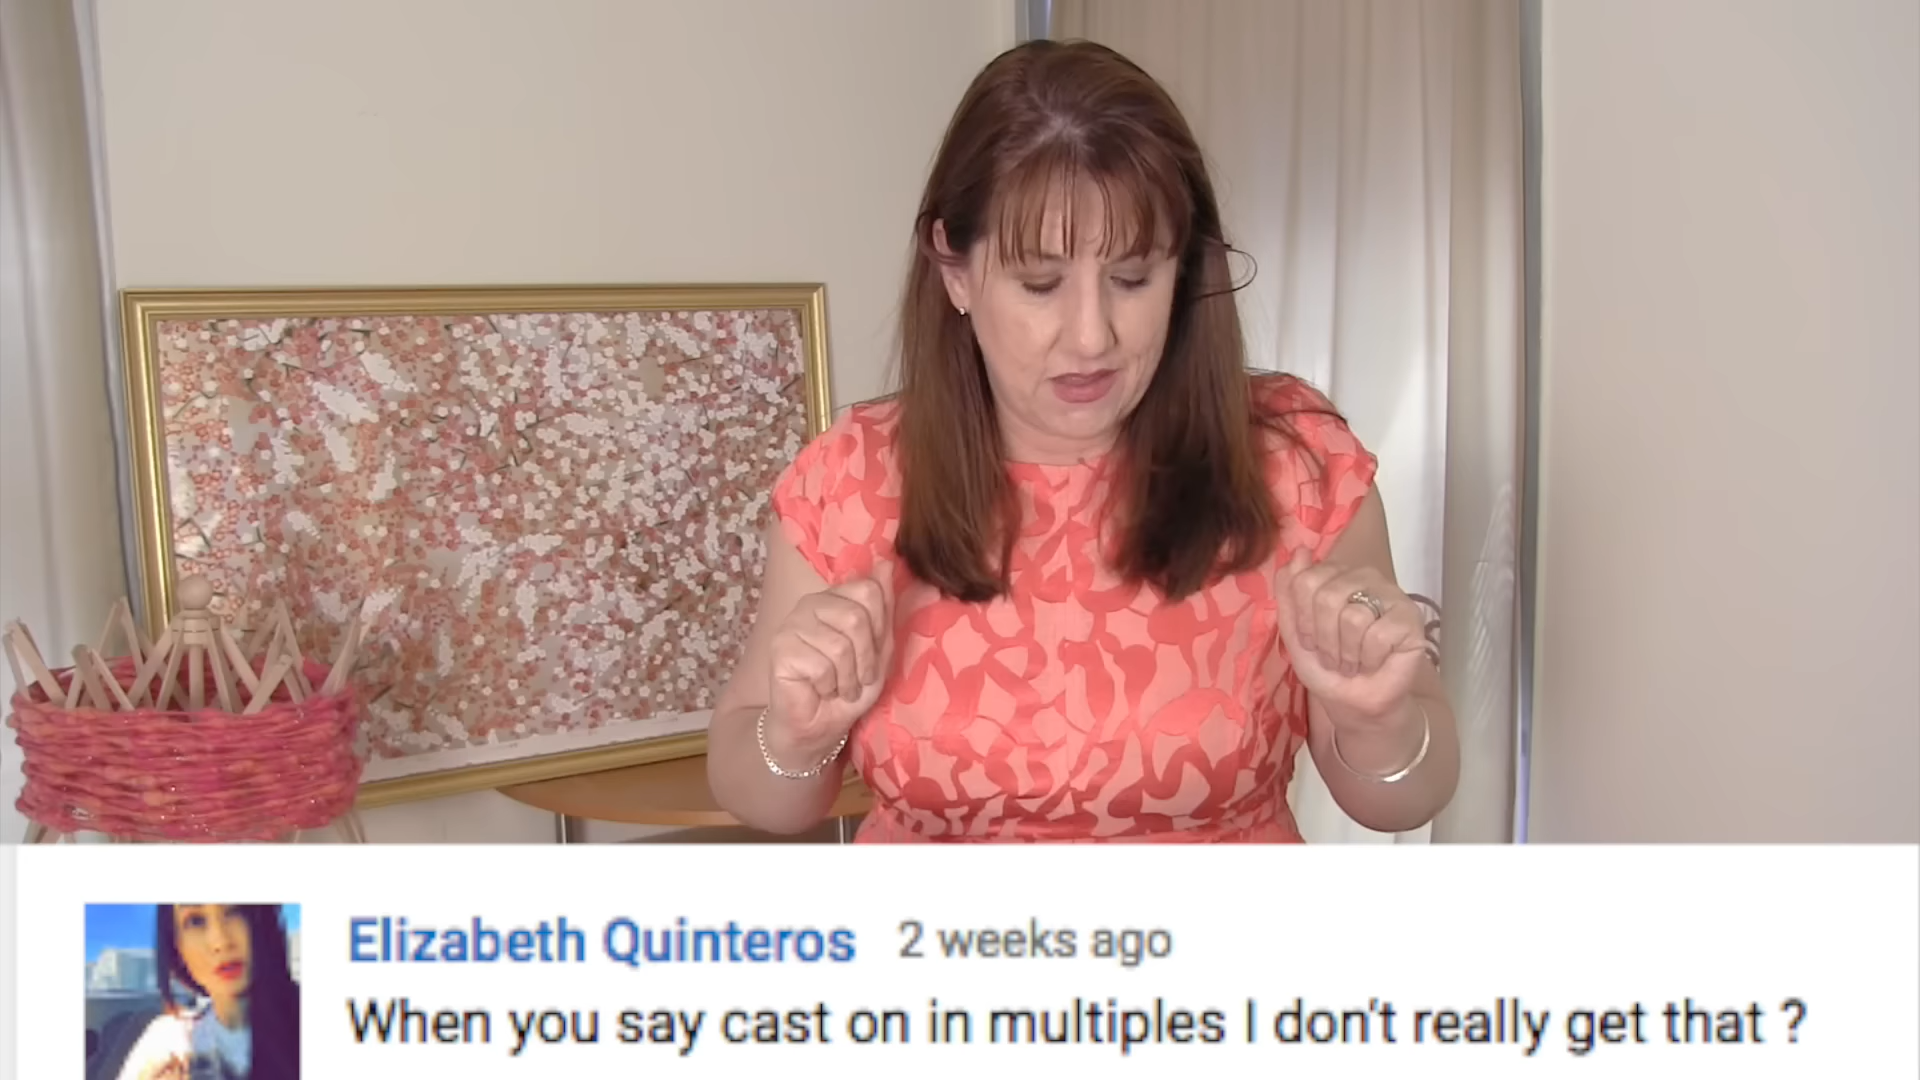 Elizabeth Quinteros 2 weeks ago
When you say cast on in multiples I don't really get that ?